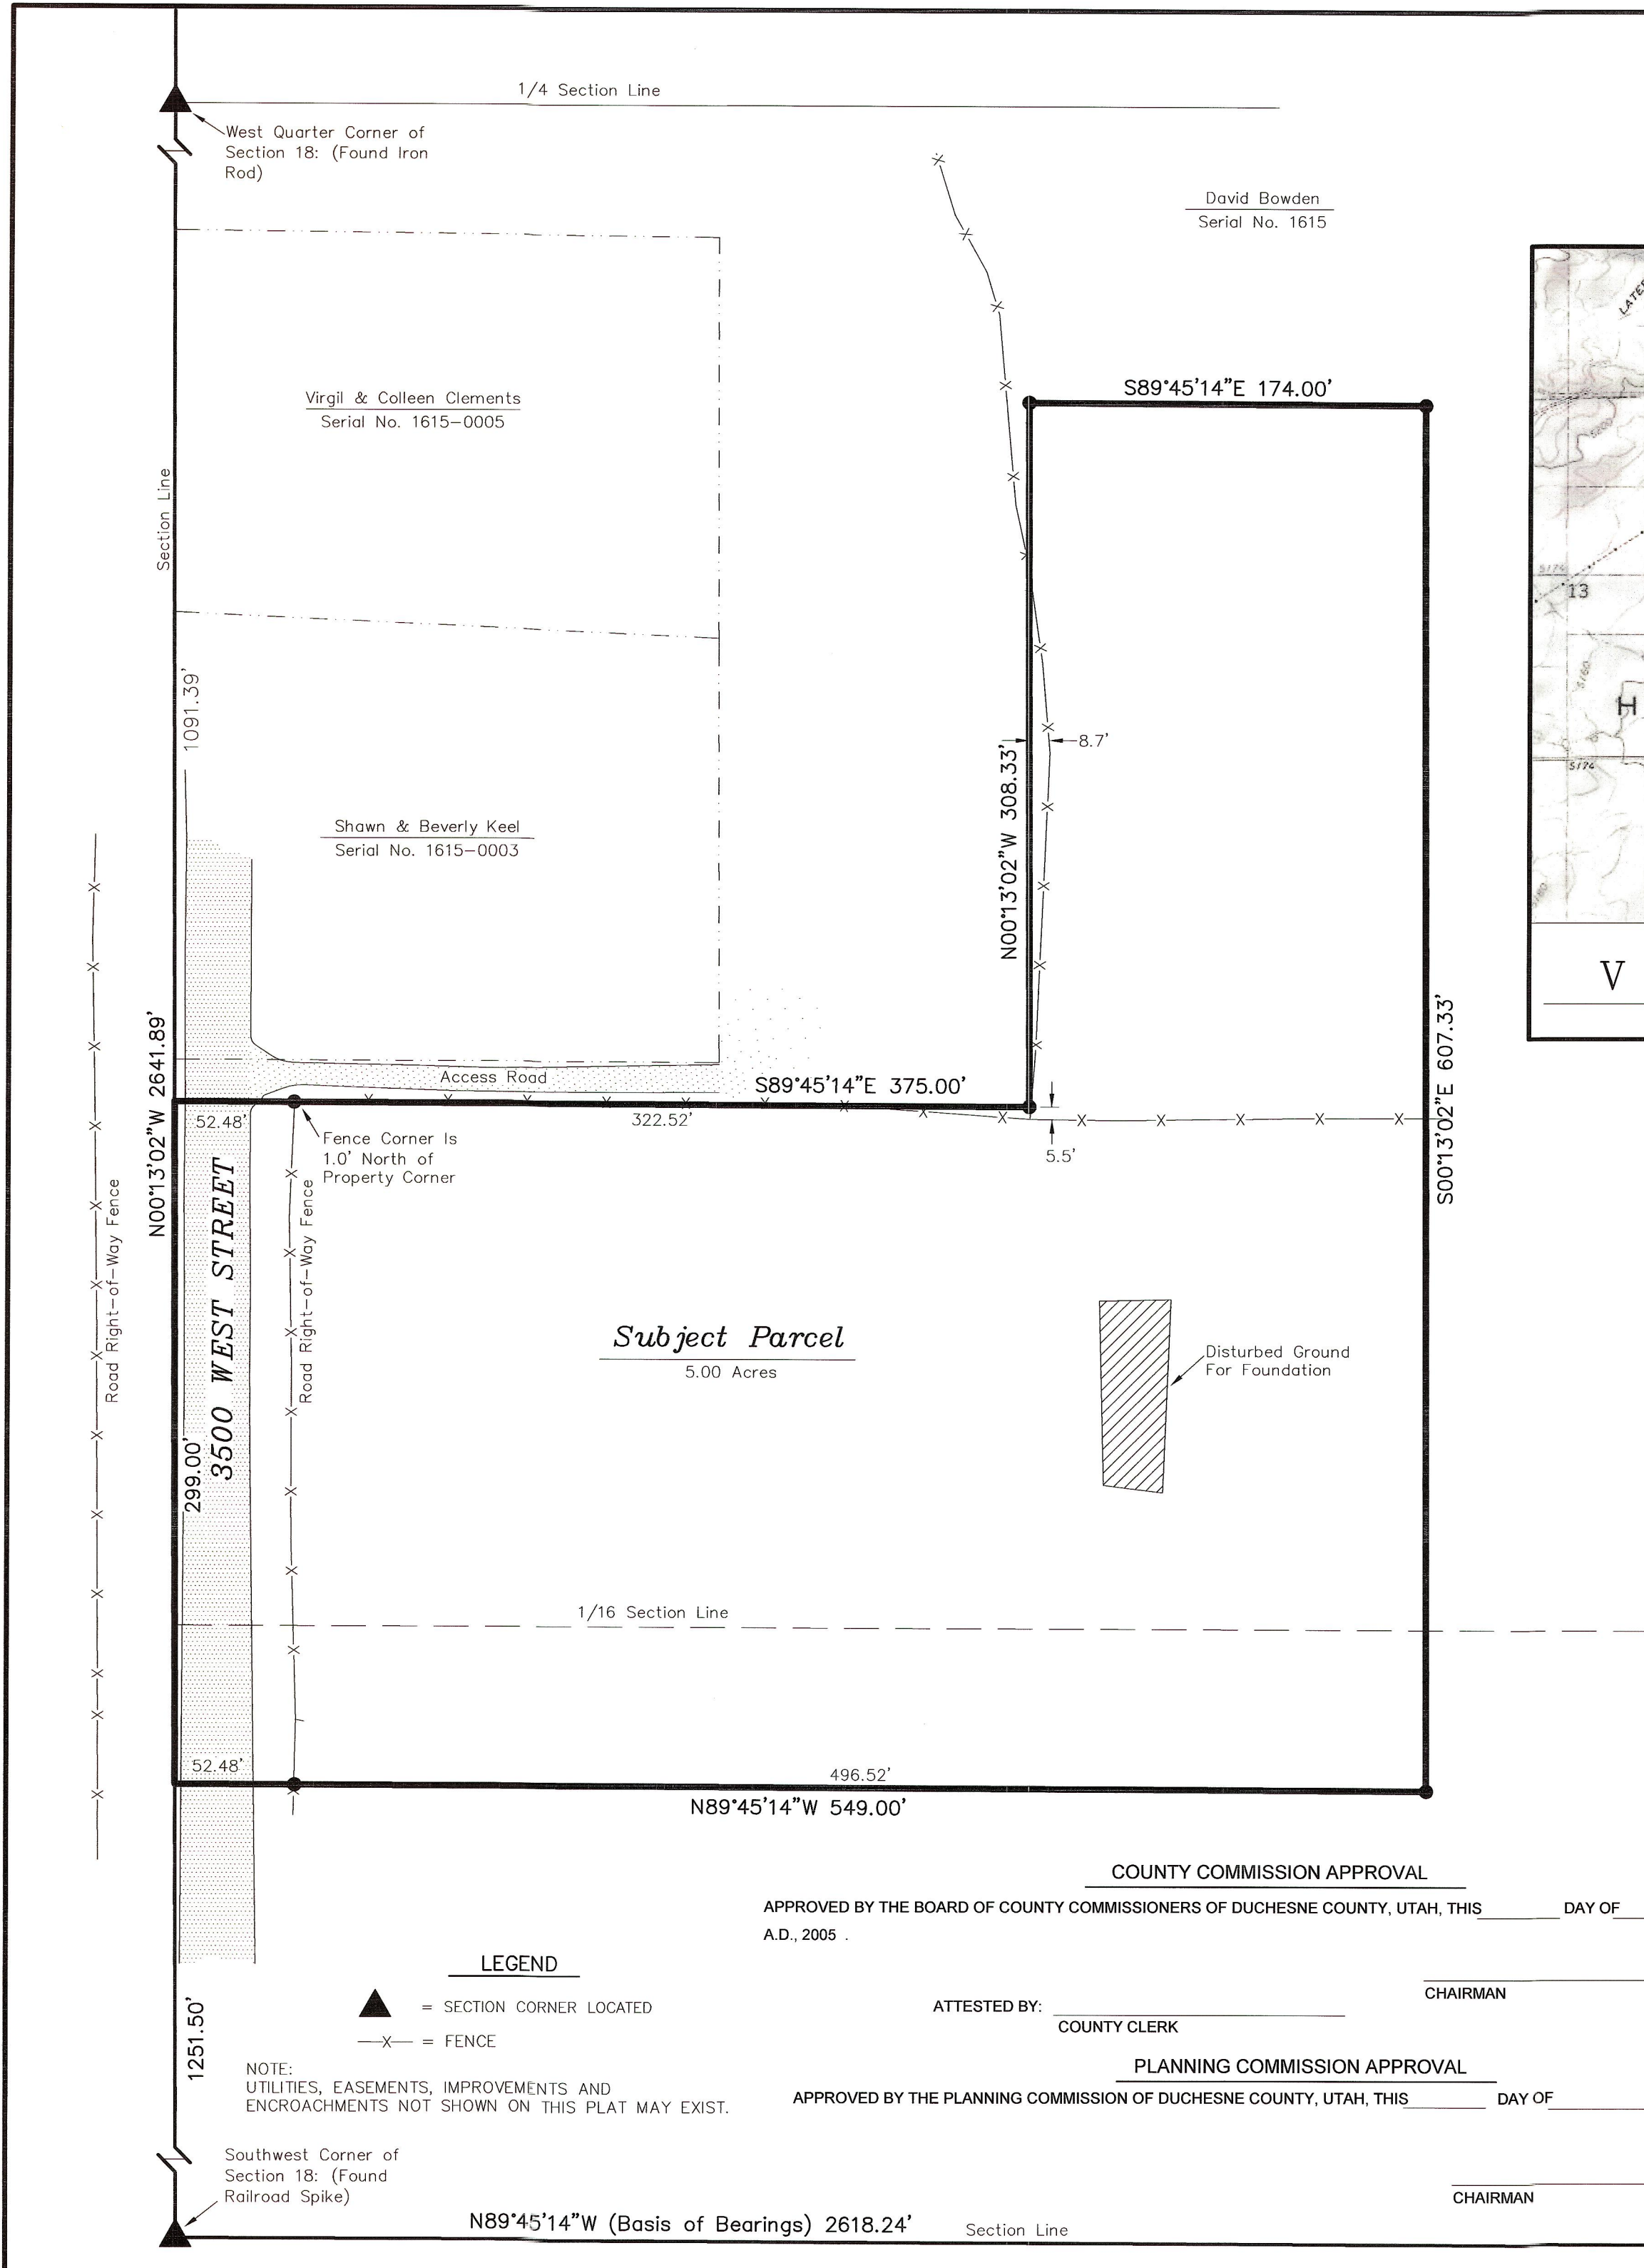 1/4 Section Line
West Quarter Corner of
Section 18: (Found Iron
Rod)
David Bowden
Serial No. 1615
Virgil & Colleen Clements
Serial No. 1615-0005
Section Line
S89°45'14"E 174.00'
1091.39'
Shawn & Beverly Keel
Serial No. 1615-0003
N00°13'02"W 308.33'
8.7'
13
H
5174
V
N00°13'02"W 2641.89'
Access Road
S89°45'14"E 375.00'
S00°13'02"E 607.33'
52.48'
322.52'
5.5'
Fence Corner Is
1.0' North of
Property Corner
Road Right-of-Way Fence
3500 WEST STREET
Road Right-of-Way Fence
299.00'
Subject Parcel
5.00 Acres
Disturbed Ground
For Foundation
1/16 Section Line
52.48'
496.52'
N89°45'14"W 549.00'
COUNTY COMMISSION APPROVAL
APPROVED BY THE BOARD OF COUNTY COMMISSIONERS OF DUCHESNE COUNTY, UTAH, THIS DAY OF
A.D., 2005 .
CHAIRMAN
ATTESTED BY:
COUNTY CLERK
LEGEND
= SECTION CORNER LOCATED
—X— = FENCE
1251.50'
NOTE:
UTILITIES, EASEMENTS, IMPROVEMENTS AND
ENCROACHMENTS NOT SHOWN ON THIS PLAT MAY EXIST.
PLANNING COMMISSION APPROVAL
APPROVED BY THE PLANNING COMMISSION OF DUCHESNE COUNTY, UTAH, THIS DAY OF
CHAIRMAN
Southwest Corner of
Section 18: (Found
Railroad Spike)
N89°45'14"W (Basis of Bearings) 2618.24'
Section Line